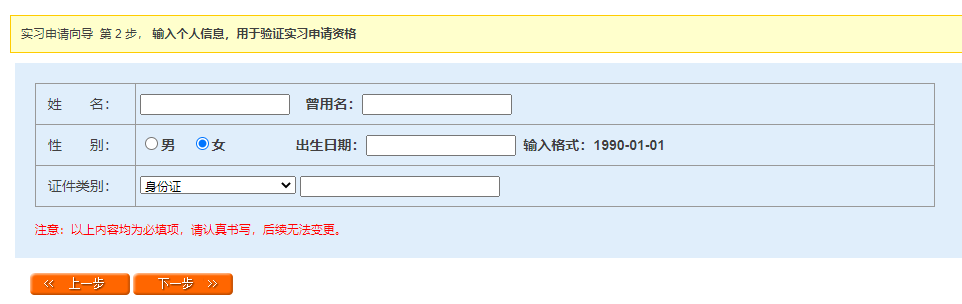 实习申请向导 第 2 步， 输入个人信息，用于验证实习申请资格
姓 名： 曾用名：
性 别： 男 女 出生日期： 输入格式：1990-01-01
证件类别： 身份证
注意：以上内容均为必填项，请认真书写，后续无法变更。
<< 上一步 下一步 >>